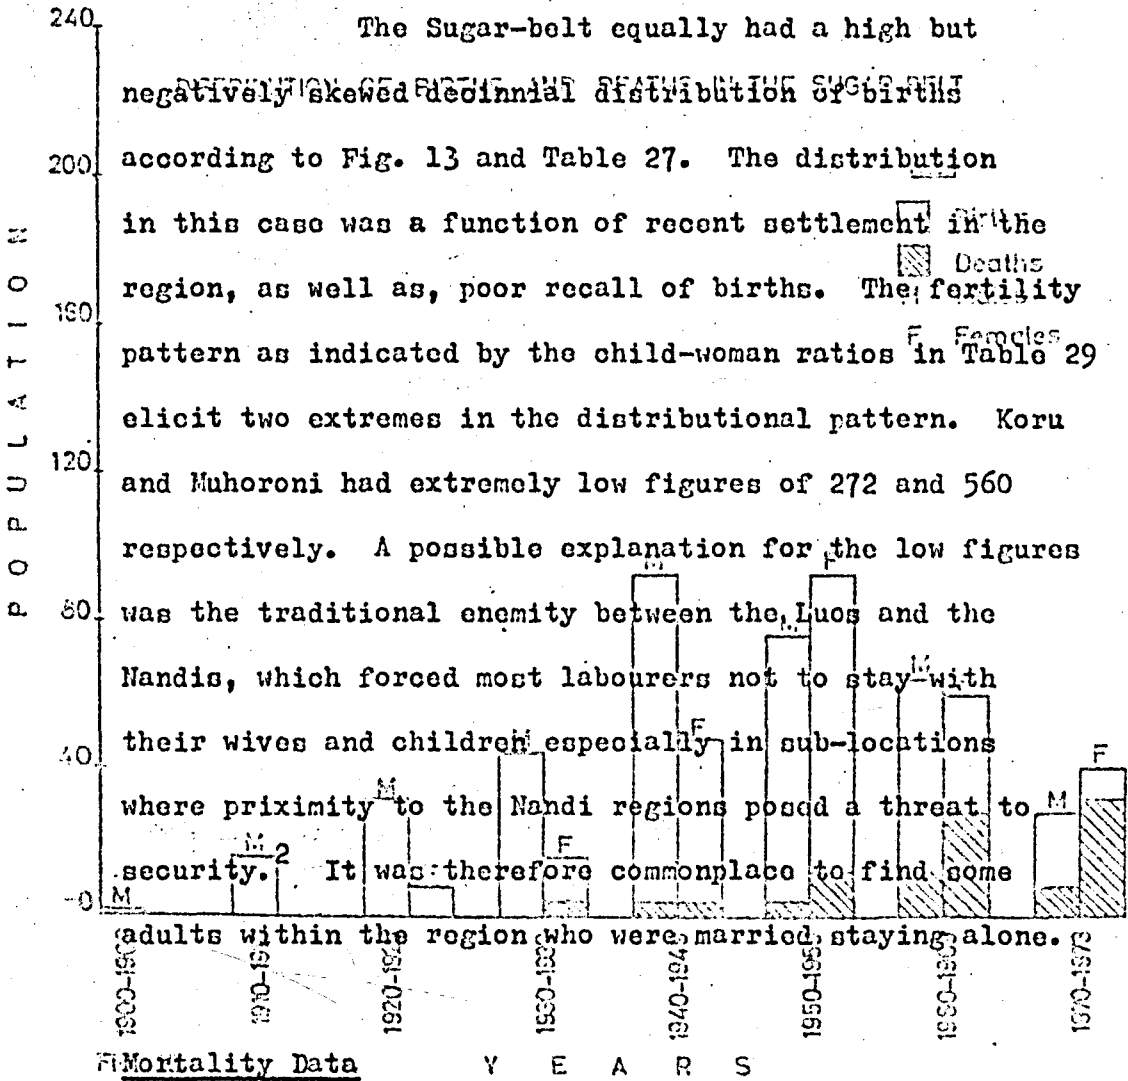 240
The Sugar-belt equally had a high but
negatively skewed decinnial distribution of births
according to Fig. 13 and Table 27. The distribution
200
in this case was a function of recent settlement in the
Deaths
region, as well as, poor recall of births. The fertility
160
F Females
pattern as indicated by the child-woman ratios in Table 29
elicit two extremes in the distributional pattern. Koru
120
and Muhoroni had extremely low figures of 272 and 560
respectively. A possible explanation for the low figures
80
was the traditional enemity between the Luos and the
Nandis, which forced most labourers not to stay with
their wives and children especially in sub-locations
40
where priximity to the Nandi regions posed a threat to
security.2 It was therefore commonplace to find some
0
adults within the region who were married staying alone.
POPULATION
M M M M F M F M F M M F
1930-193 1940-194 1950-195 1970-1973
Mortality Data
YEARS